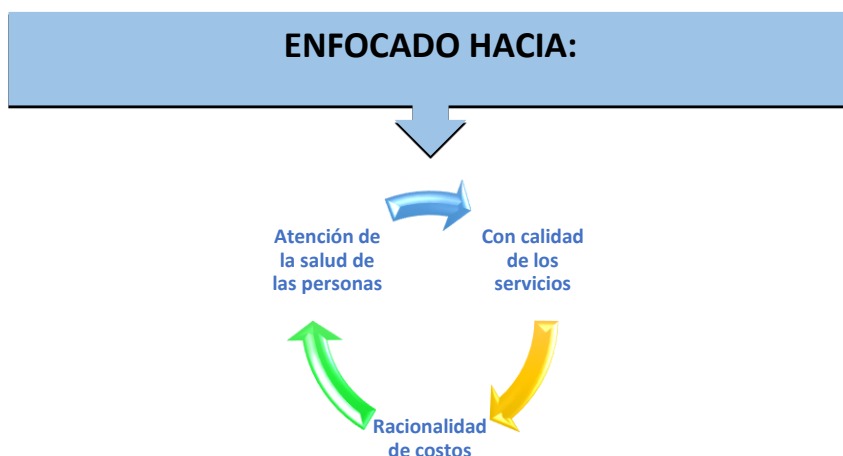 ENFOCADO HACIA:
Atención de
la salud de
las personas
Con calidad
de los
servicios
Racionalidad
de costos